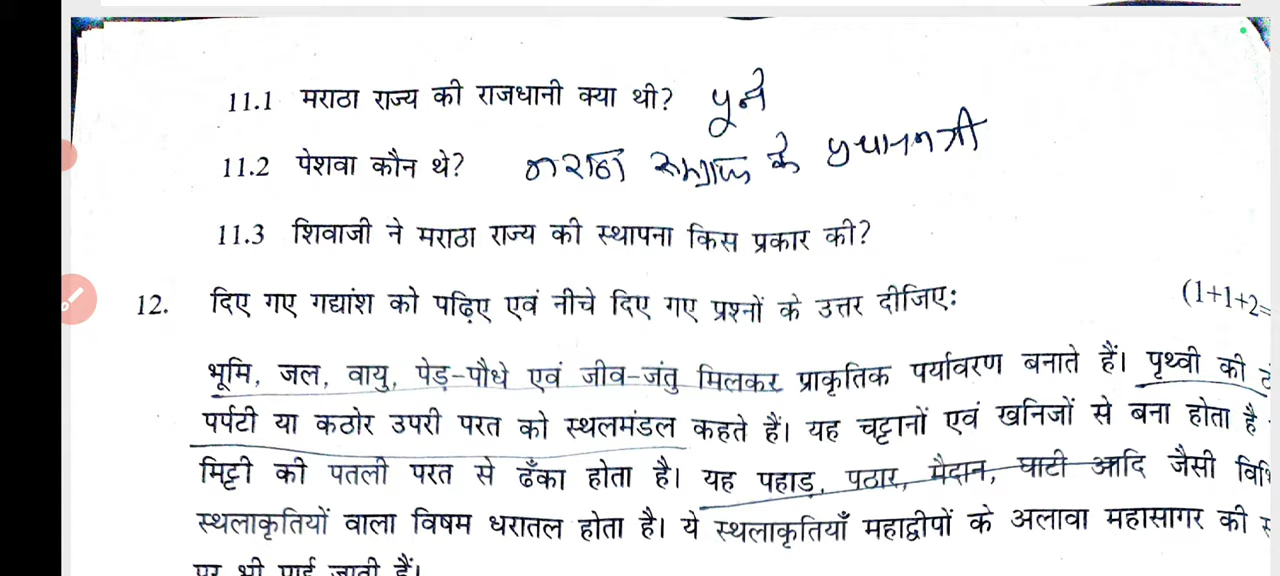 11.1 मराठा राज्य की राजधानी क्या थी? पूने
11.2 पेशवा कौन थे? मराठा के प्रधानमत्री
11.3 शिवाजी ने मराठा राज्य की स्थापना किस प्रकार की?
12. दिए गए गद्यांश को पढ़िए एवं नीचे दिए गए प्रश्नों के उत्तर दीजिए: (1+1+2=
भूमि, जल, वायु, पेड़-पौधे एवं जीव-जंतु मिलकर प्राकृतिक पर्यावरण बनाते हैं। पृथ्वी की
पर्पटी या कठोर उपरी परत को स्थलमंडल कहते हैं। यह चट्टानों एवं खनिजों से बना होता है
मिट्टी की पतली परत से ढँका होता है। यह पहाड़, पठार, मैदान, घाटी आदि जैसी
स्थलाकृतियों वाला विषम धरातल होता है। ये स्थलाकृतियाँ महाद्वीपों के अलावा महासागर की
पर भी पाई जाती हैं।